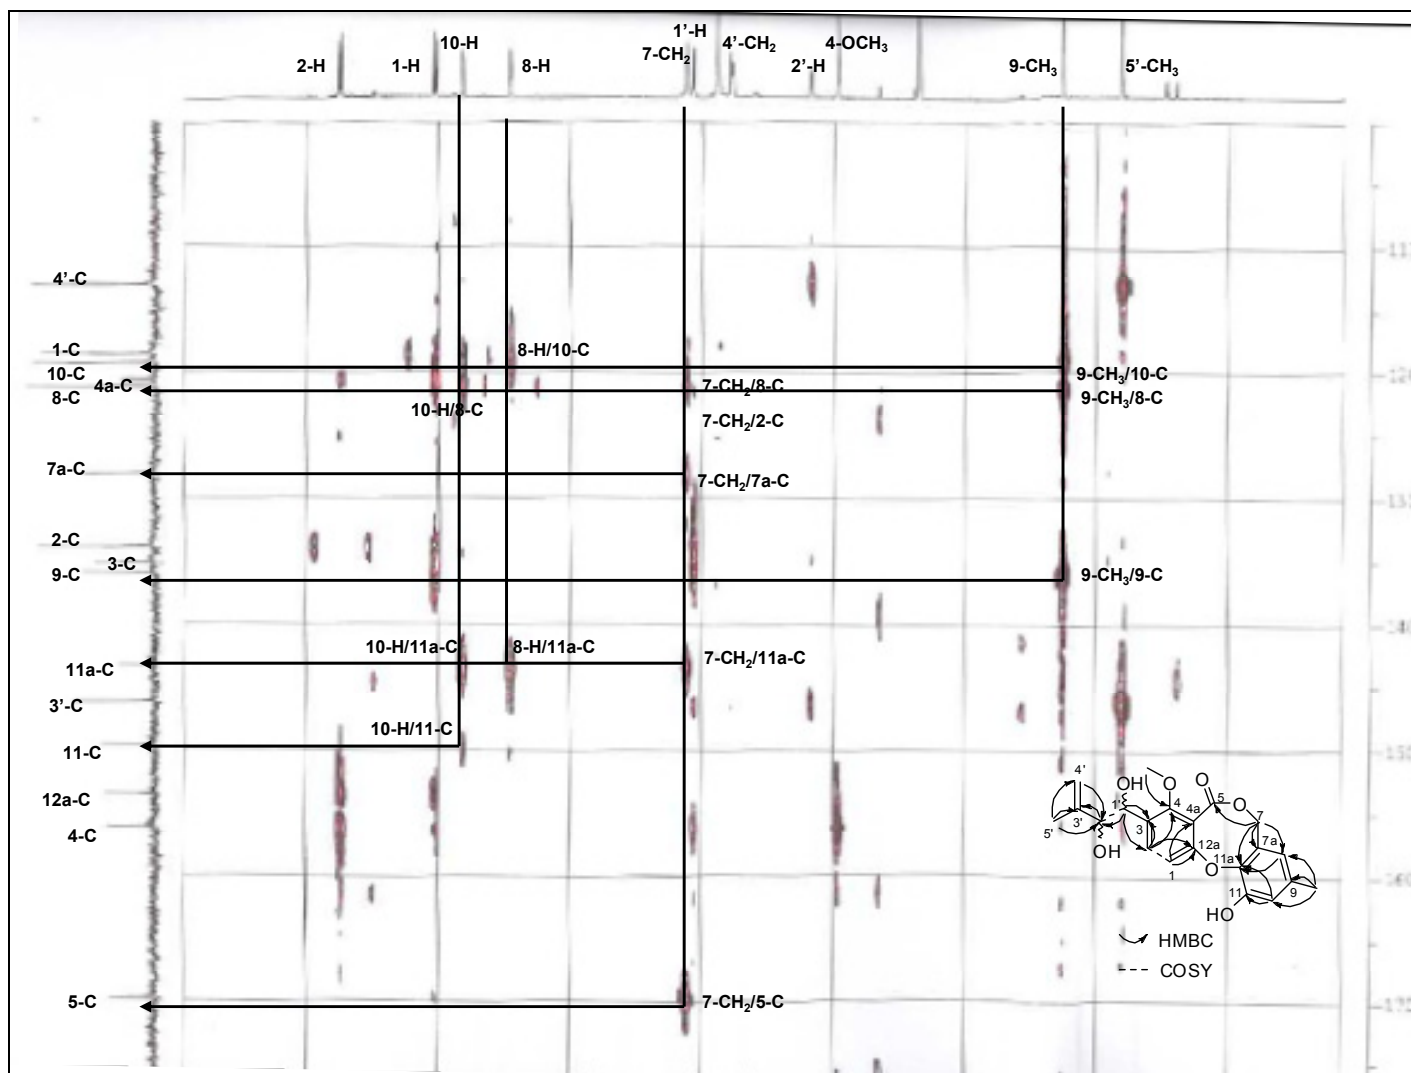 1'-H
10-H
4'-CH₂
4-OCH₃
7-CH₂
2-H
1-H
8-H
2'-H
9-CH₃
5'-CH₃
4'-C
1-C
8-H/10-C
10-C
4a-C
7-CH₂/8-C
9-CH₃/10-C
8-C
10-H/8-C
9-CH₃/8-C
7-CH₂/2-C
7a-C
7-CH₂/7a-C
2-C
3-C
9-C
9-CH₃/9-C
10-H/11a-C
8-H/11a-C
7-CH₂/11a-C
11a-C
3'-C
10-H/11-C
11-C
12a-C
4-C
5-C
7-CH₂/5-C
4'
OH
O
O
1'
4
5
O
3'
4a
7
5'
3
7a
OH
12a
11a
1
O
11
9
HO
HMBC
COSY